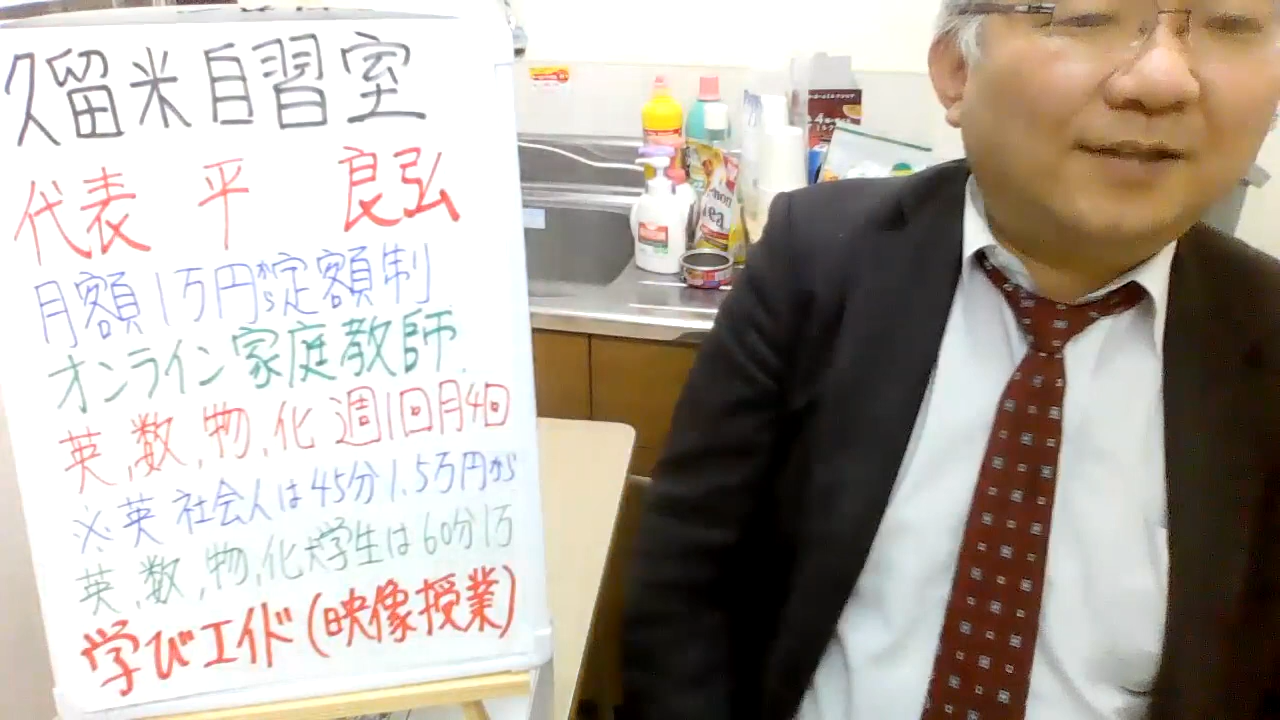 久留米自習室
代表 平 良弘
月額1万円から定額制
オンライン家庭教師
英,数,物,化 週1回月4回
※英 社会人は45分1.5万円から
英,数,物,化大学生は60分1万
学びエイド(映像授業)